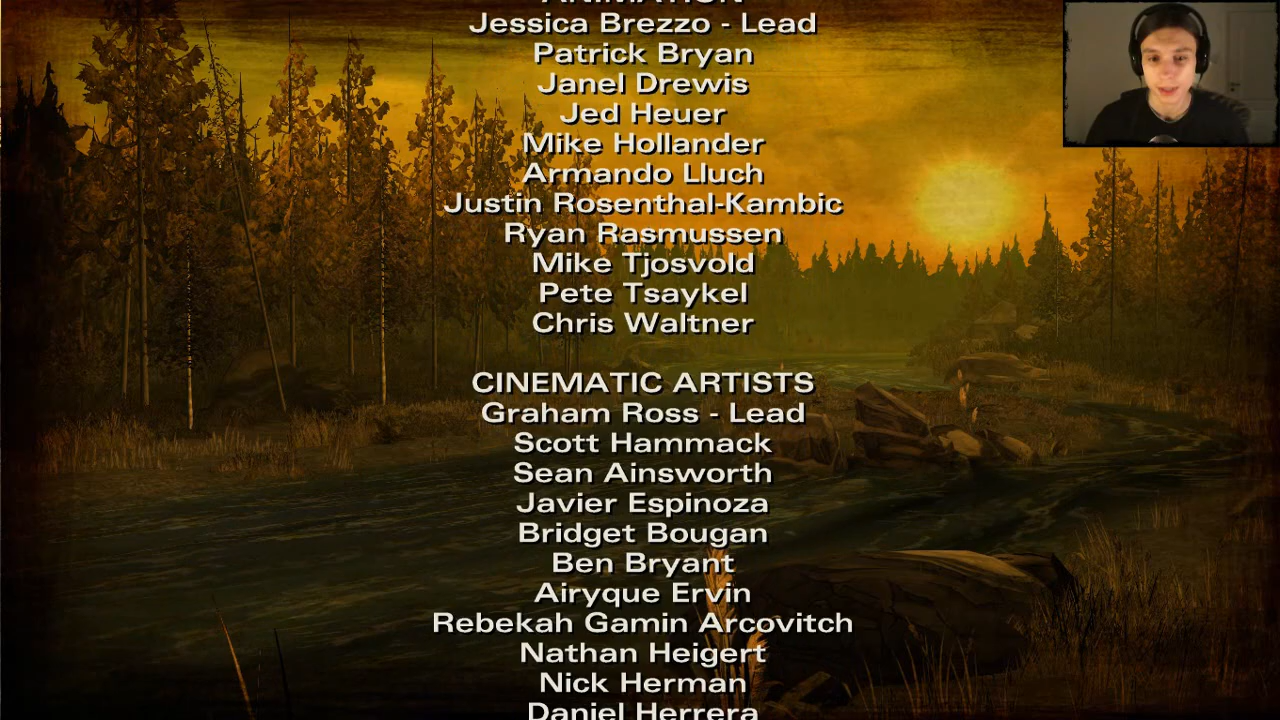 ANIMATION
Jessica Brezzo - Lead
Patrick Bryan
Janel Drewis
Jed Heuer
Mike Hollander
Armando Lluch
Justin Rosenthal-Kambic
Ryan Rasmussen
Mike Tjosvold
Pete Tsaykel
Chris Waltner
CINEMATIC ARTISTS
Graham Ross - Lead
Scott Hammack
Sean Ainsworth
Javier Espinoza
Bridget Bougan
Ben Bryant
Airyque Ervin
Rebekah Gamin Arcovitch
Nathan Heigert
Nick Herman
Daniel Herrera